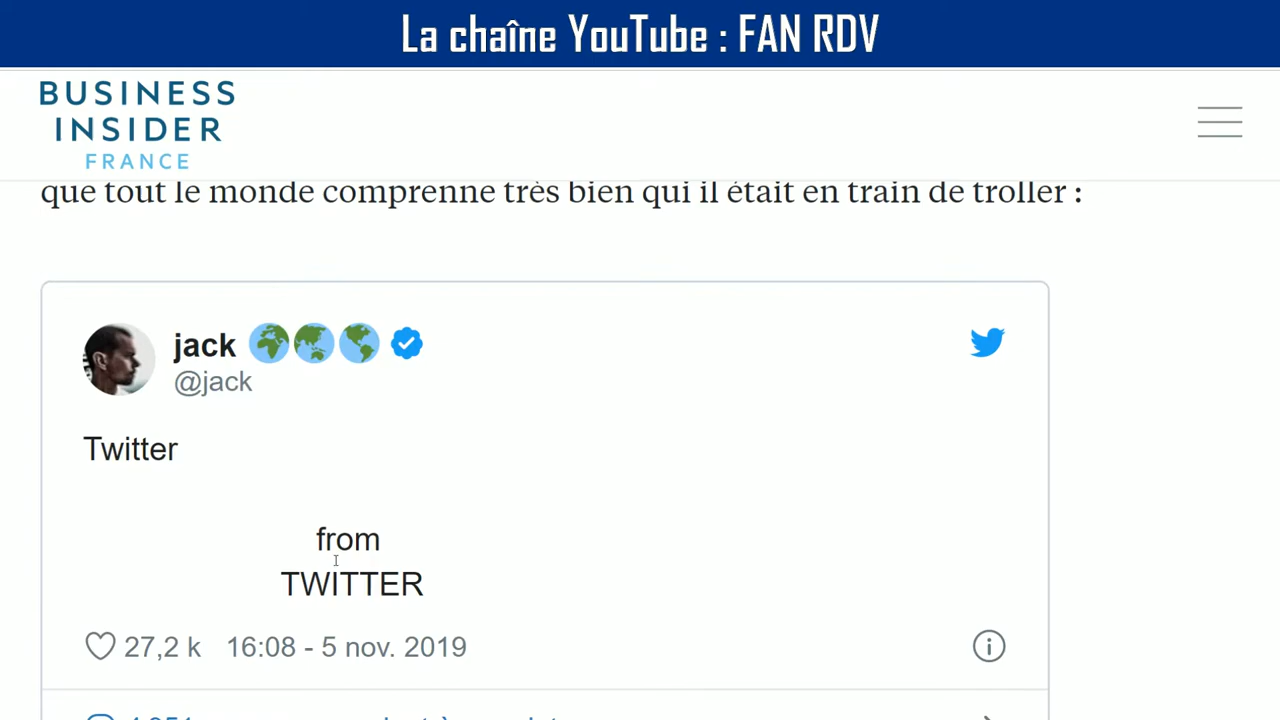 La chaîne YouTube : FAN RDV
BUSINESS
INSIDER
FRANCE
que tout le monde comprenne très bien qui il était en train de troller :
jack
@jack
Twitter
from
TWITTER
27,2 k 16:08 - 5 nov. 2019